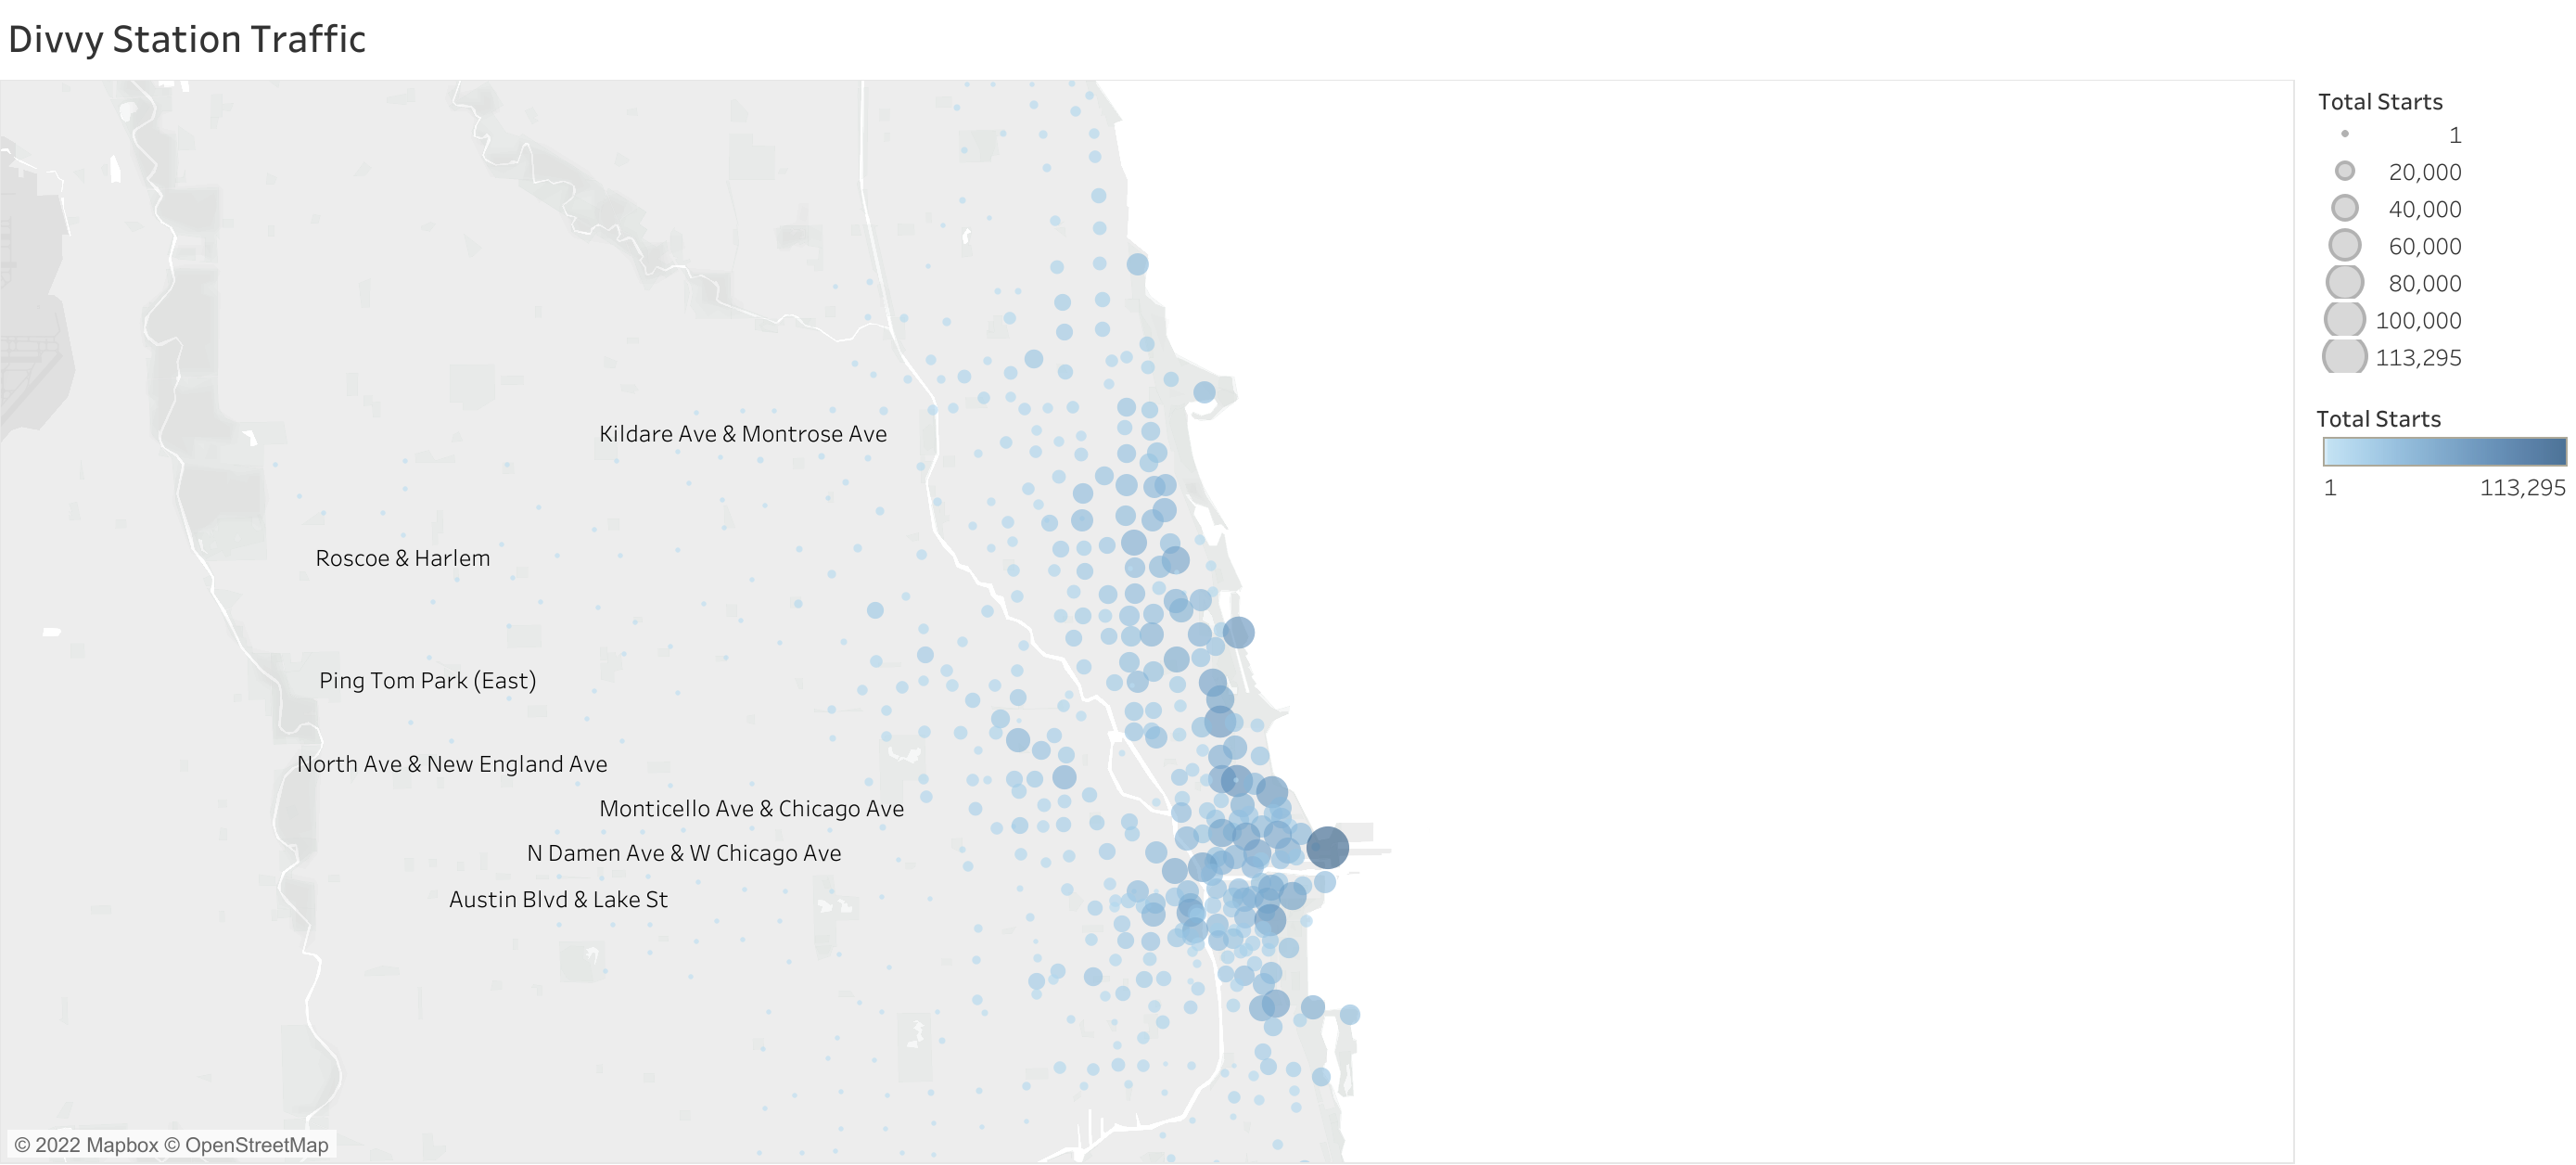 Divvy Station Traffic
Total Starts
1
20,000
40,000
60,000
80,000
100,000
113,295
Total Starts
1 113,295
Kildare Ave & Montrose Ave
Roscoe & Harlem
Ping Tom Park (East)
North Ave & New England Ave
Monticello Ave & Chicago Ave
N Damen Ave & W Chicago Ave
Austin Blvd & Lake St
© 2022 Mapbox © OpenStreetMap